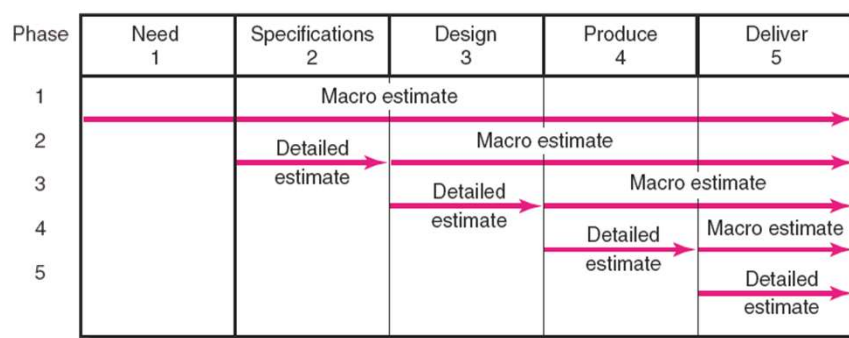 Phase
Need
1
Specifications
2
Design
3
Produce
4
Deliver
5
1
Macro estimate
2
Detailed
estimate
Macro estimate
3
Detailed
estimate
Macro estimate
4
Detailed
estimate
Macro estimate
5
Detailed
estimate